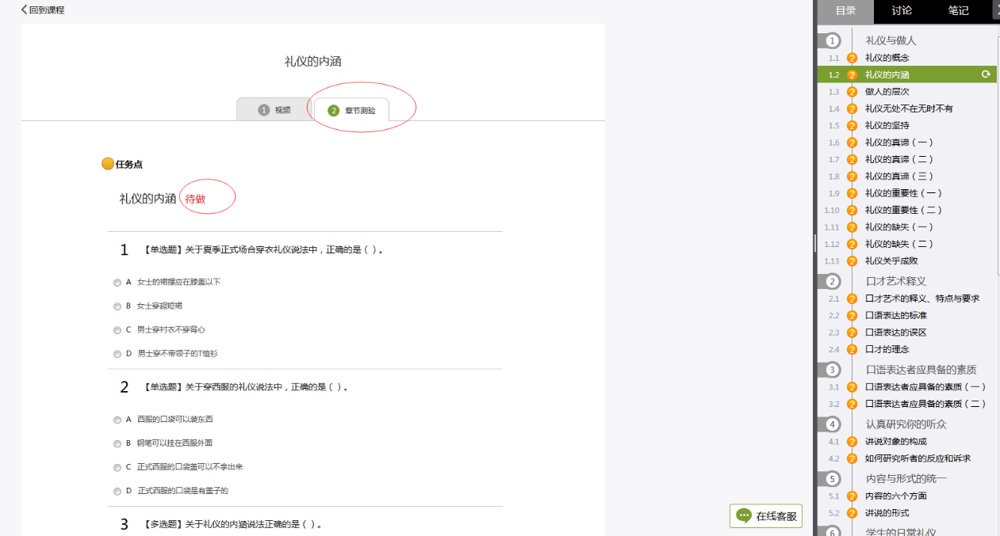 回到课程
礼仪的内涵
1 视频
2 章节测验
任务点
礼仪的内涵 待做
1 【单选题】关于夏季正式场合穿衣礼仪说法中，正确的是（ ）。
A 女士的裙摆应在膝盖以下
B 女士穿超短裙
C 男士穿衬衣不穿背心
D 男士穿不带领子的T恤衫
2 【单选题】关于穿西服的礼仪说法中，正确的是（ ）。
A 西服的口袋可以装东西
B 钢笔可以挂在西服外面
C 正式西服的口袋盖可以不拿出来
D 正式西服的口袋是有盖子的
3 【多选题】关于礼仪的内涵说法正确的是（ ）。
在线客服
目录 讨论 笔记
1 礼仪与做人
1.1 2 礼仪的概念
1.2 2 礼仪的内涵
1.3 2 做人的层次
1.4 2 礼仪无处不在无时不有
1.5 2 礼仪的坚持
1.6 2 礼仪的真谛（一）
1.7 2 礼仪的真谛（二）
1.8 2 礼仪的真谛（三）
1.9 2 礼仪的重要性（一）
1.10 2 礼仪的重要性（二）
1.11 2 礼仪的缺失（一）
1.12 2 礼仪的缺失（二）
1.13 2 礼仪关乎成败
2 口才艺术释义
2.1 2 口才艺术的释义、特点与要求
2.2 2 口语表达的标准
2.3 2 口语表达的误区
2.4 2 口才的理念
3 口语表达者应具备的素质
3.1 2 口语表达者应具备的素质（一）
3.2 2 口语表达者应具备的素质（二）
4 认真研究你的听众
4.1 2 讲说对象的构成
4.2 2 如何研究听者的反应和诉求
5 内容与形式的统一
5.1 2 内容的六个方面
5.2 2 讲说的形式
6 学生的日常礼仪